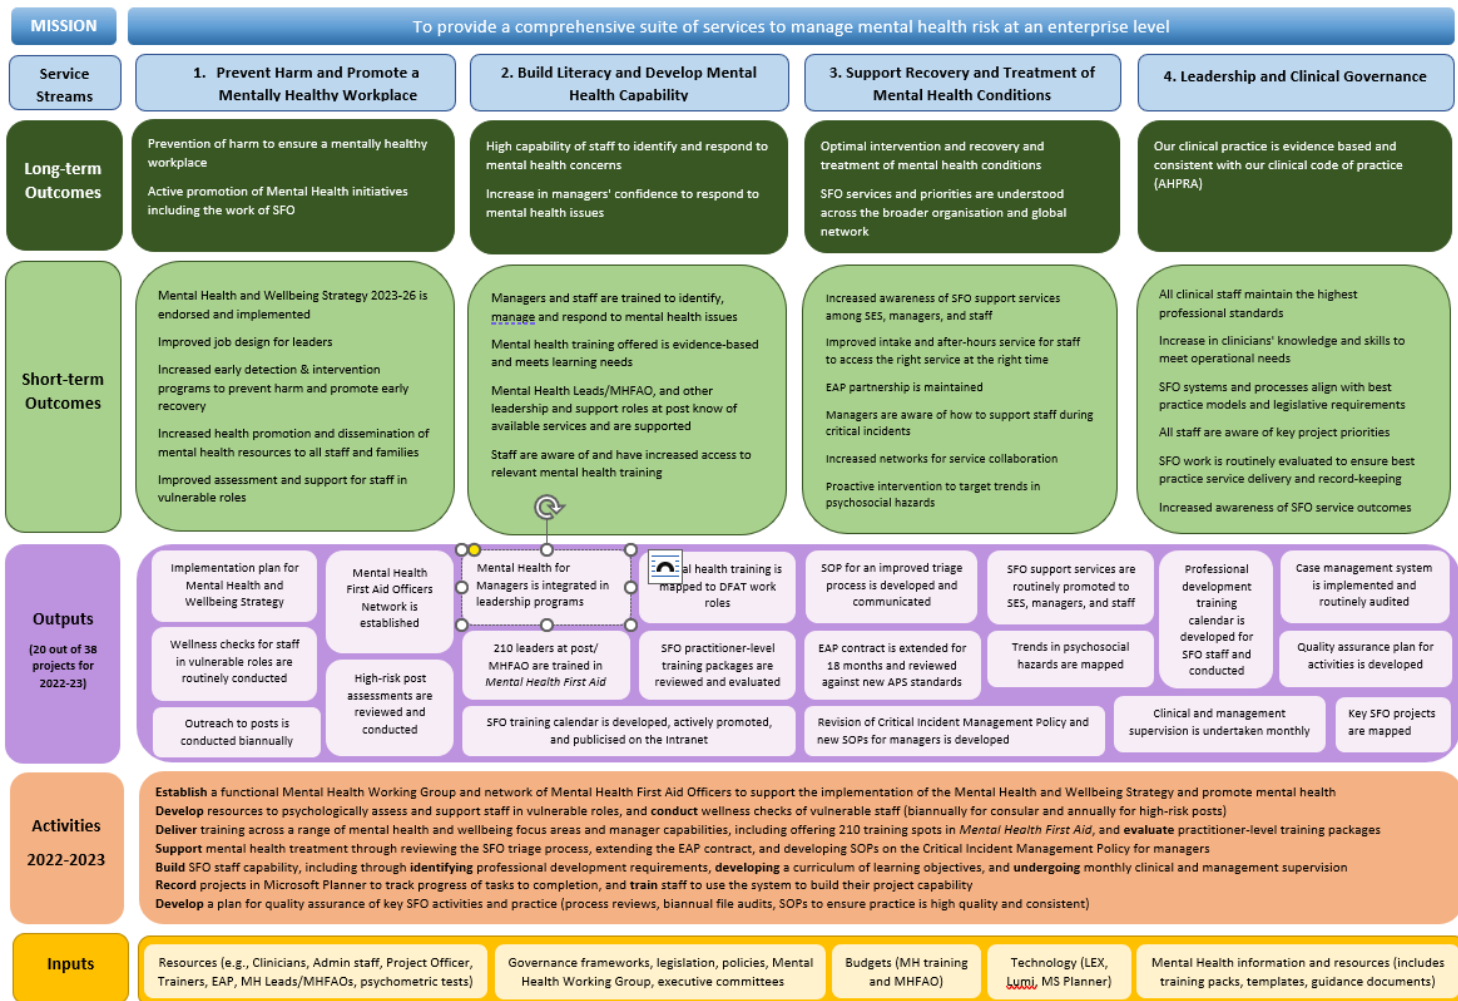 MISSION
To provide a comprehensive suite of services to manage mental health risk at an enterprise level
Service
Streams
1. Prevent Harm and Promote a
Mentally Healthy Workplace
2. Build Literacy and Develop Mental
Health Capability
3. Support Recovery and Treatment of
Mental Health Conditions
4. Leadership and Clinical Governance
Long-term
Outcomes
Prevention of harm to ensure a mentally healthy
workplace
Active promotion of Mental Health initiatives
including the work of SFO
High capability of staff to identify and respond to
mental health concerns
Increase in managers' confidence to respond to
mental health issues
Optimal intervention and recovery and
treatment of mental health conditions
SFO services and priorities are understood
across the broader organisation and global
network
Our clinical practice is evidence based and
consistent with our clinical code of practice
(AHPRA)
Short-term
Outcomes
Mental Health and Wellbeing Strategy 2023-26 is
endorsed and implemented
Improved job design for leaders
Increased early detection & intervention
programs to prevent harm and promote early
recovery
Increased health promotion and dissemination of
mental health resources to all staff and families
Improved assessment and support for staff in
vulnerable roles
Managers and staff are trained to identify,
manage and respond to mental health issues
Mental health training offered is evidence-based
and meets learning needs
Mental Health Leads/MHFAO, and other
leadership and support roles at post know of
available services and are supported
Staff are aware of and have increased access to
relevant mental health training
Increased awareness of SFO support services
among SES, managers, and staff
Improved intake and after-hours service for staff
to access the right service at the right time
EAP partnership is maintained
Managers are aware of how to support staff during
critical incidents
Increased networks for service collaboration
Proactive intervention to target trends in
psychosocial hazards
All clinical staff maintain the highest
professional standards
Increase in clinicians' knowledge and skills to
meet operational needs
SFO systems and processes align with best
practice models and legislative requirements
All staff are aware of key project priorities
SFO work is routinely evaluated to ensure best
practice service delivery and record-keeping
Increased awareness of SFO service outcomes
Outputs
(20 out of 38
projects for
2022-23)
Implementation plan for
Mental Health and
Wellbeing Strategy
Wellness checks for staff
in vulnerable roles are
routinely conducted
Outreach to posts is
conducted biannually
Mental Health
First Aid Officers
Network is
established
High-risk post
assessments are
reviewed and
conducted
Mental Health for
Managers is integrated in
leadership programs
al health training is
mapped to DFAT work
roles
210 leaders at post/
MHFAO are trained in
Mental Health First Aid
SFO practitioner-level
training packages are
reviewed and evaluated
SFO training calendar is developed, actively promoted,
and publicised on the Intranet
SOP for an improved triage
process is developed and
communicated
SFO support services are
routinely promoted to
SES, managers, and staff
EAP contract is extended for
18 months and reviewed
against new APS standards
Trends in psychosocial
hazards are mapped
Revision of Critical Incident Management Policy and
new SOPs for managers is developed
Professional
development
training
calendar is
developed for
SFO staff and
conducted
Case management system
is implemented and
routinely audited
Quality assurance plan for
activities is developed
Clinical and management
supervision is undertaken monthly
Key SFO projects
are mapped
Activities
2022-2023
Establish a functional Mental Health Working Group and network of Mental Health First Aid Officers to support the implementation of the Mental Health and Wellbeing Strategy and promote mental health
Develop resources to psychologically assess and support staff in vulnerable roles, and conduct wellness checks of vulnerable staff (biannually for consular and annually for high-risk posts)
Deliver training across a range of mental health and wellbeing focus areas and manager capabilities, including offering 210 training spots in Mental Health First Aid, and evaluate practitioner-level training packages
Support mental health treatment through reviewing the SFO triage process, extending the EAP contract, and developing SOPs on the Critical Incident Management Policy for managers
Build SFO staff capability, including through identifying professional development requirements, developing a curriculum of learning objectives, and undergoing monthly clinical and management supervision
Record projects in Microsoft Planner to track progress of tasks to completion, and train staff to use the system to build their project capability
Develop a plan for quality assurance of key SFO activities and practice (process reviews, biannual file audits, SOPs to ensure practice is high quality and consistent)
Inputs
Resources (e.g., Clinicians, Admin staff, Project Officer,
Trainers, EAP, MH Leads/MHFAOs, psychometric tests)
Governance frameworks, legislation, policies, Mental
Health Working Group, executive committees
Budgets (MH training
and MHFAO)
Technology (LEX,
Lumi, MS Planner)
Mental Health information and resources (includes
training packs, templates, guidance documents)